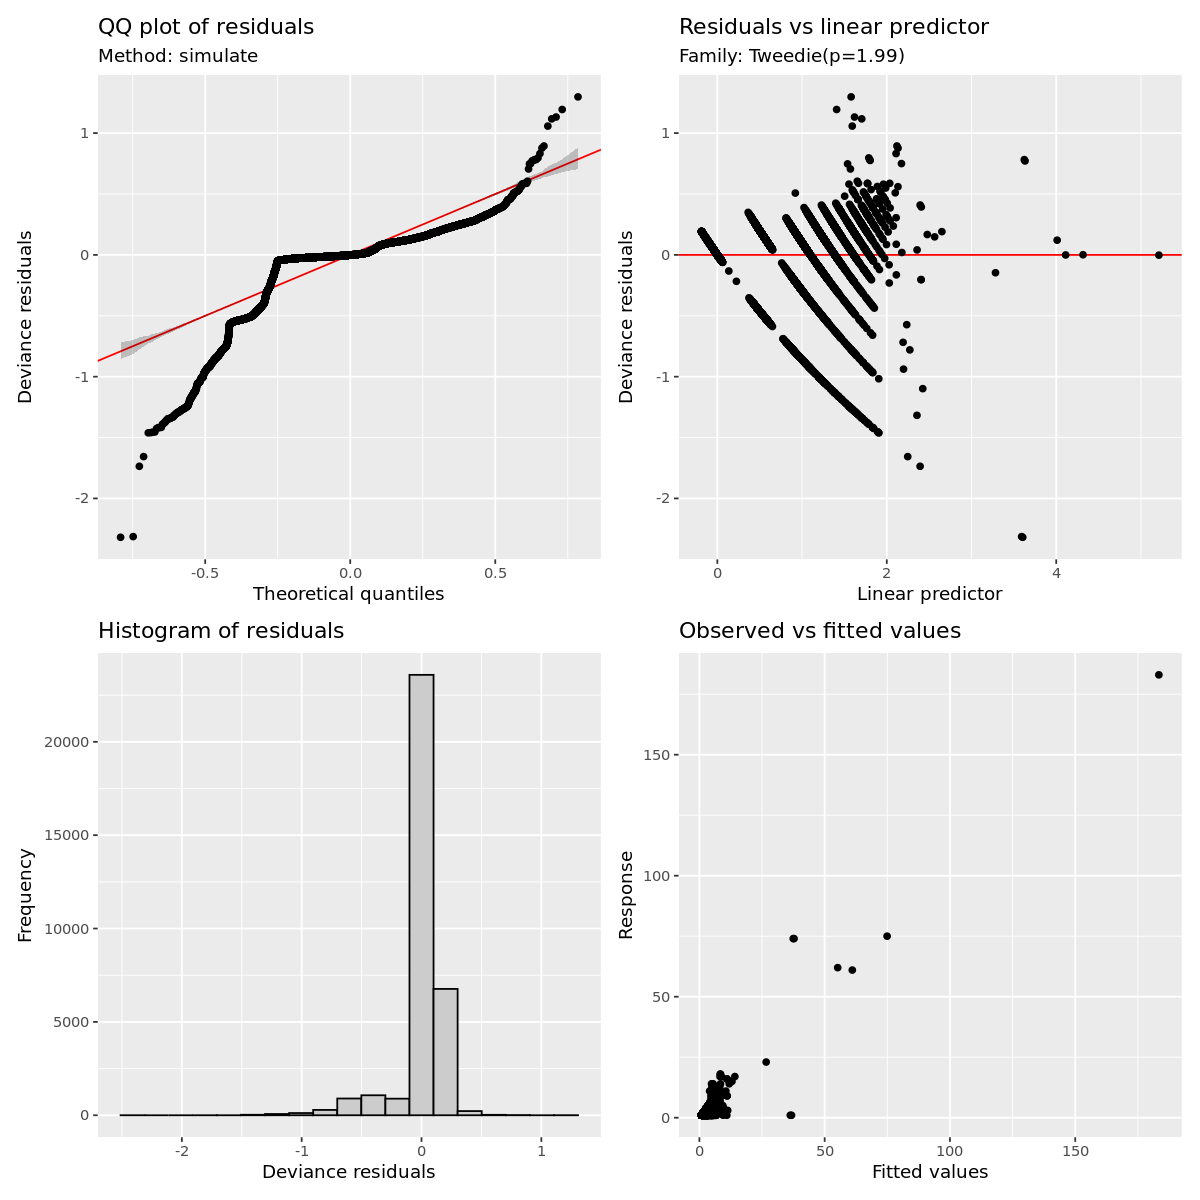 QQ plot of residuals
Method: simulate
Deviance residuals
1
0
-1
-2
-0.5
0.0
0.5
Theoretical quantiles
Residuals vs linear predictor
Family: Tweedie(p=1.99)
Deviance residuals
1
0
-1
-2
0
2
4
Linear predictor
Histogram of residuals
Frequency
20000
15000
10000
5000
0
-2
-1
0
1
Deviance residuals
Observed vs fitted values
Response
150
100
50
0
0
50
100
150
Fitted values